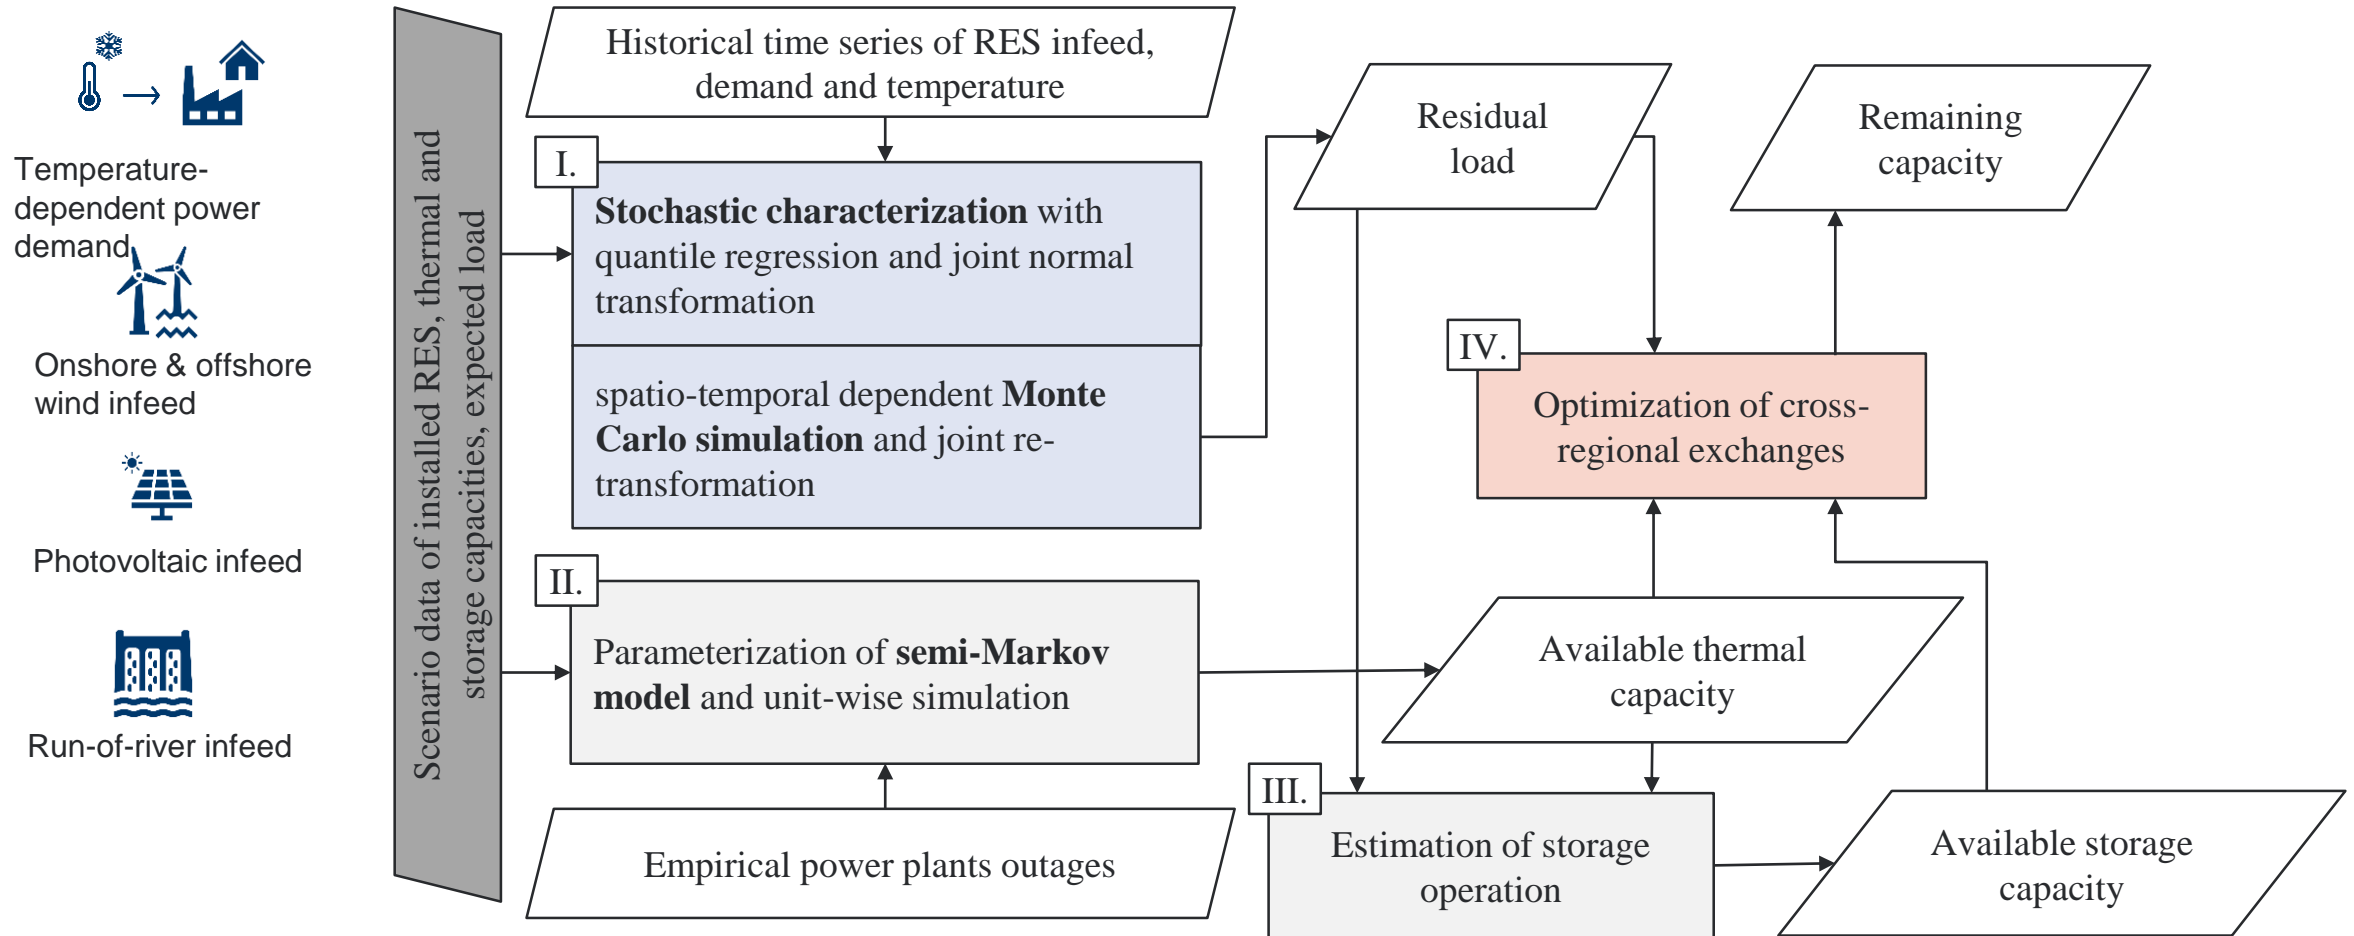 Temperature-
dependent power
demand
Onshore & offshore
wind infeed
Photovoltaic infeed
Run-of-river infeed
Scenario data of installed RES, thermal and
storage capacities, expected load
Historical time series of RES infeed,
demand and temperature
I.
Stochastic characterization with
quantile regression and joint normal
transformation
spatio-temporal dependent Monte
Carlo simulation and joint re-
transformation
II.
Parameterization of semi-Markov
model and unit-wise simulation
Empirical power plants outages
Residual
load
Remaining
capacity
IV.
Optimization of cross-
regional exchanges
Available thermal
capacity
III.
Estimation of storage
operation
Available storage
capacity